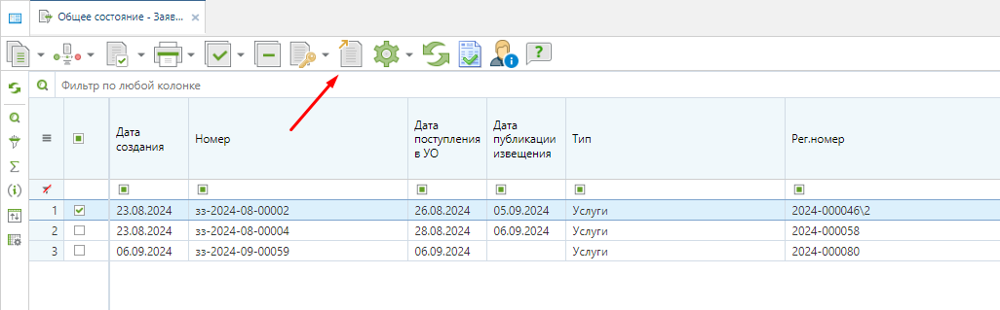 Общее состояние - Заяв...
Фильтр по любой колонке
Дата создания
Номер
Дата поступления в УО
Дата публикации извещения
Тип
Рег.номер
1 23.08.2024 зз-2024-08-00002 26.08.2024 05.09.2024 Услуги 2024-000046\2
2 23.08.2024 зз-2024-08-00004 28.08.2024 06.09.2024 Услуги 2024-000058
3 06.09.2024 зз-2024-09-00059 06.09.2024 Услуги 2024-000080